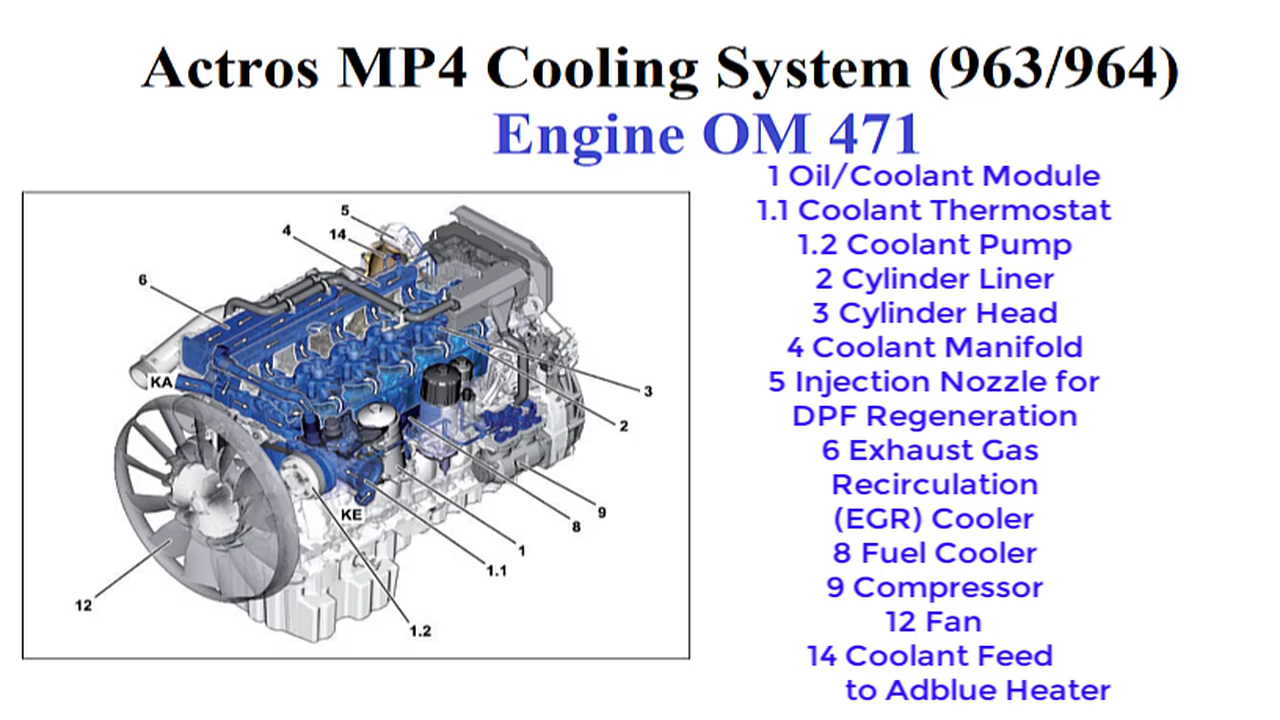 Actros MP4 Cooling System (963/964)
Engine OM 471
1 Oil/Coolant Module
1.1 Coolant Thermostat
1.2 Coolant Pump
2 Cylinder Liner
3 Cylinder Head
4 Coolant Manifold
5 Injection Nozzle for
DPF Regeneration
6 Exhaust Gas
Recirculation
(EGR) Cooler
8 Fuel Cooler
9 Compressor
12 Fan
14 Coolant Feed
to Adblue Heater
5
14
4
6
KA
3
2
9
8
KE
1
1.1
12
1.2